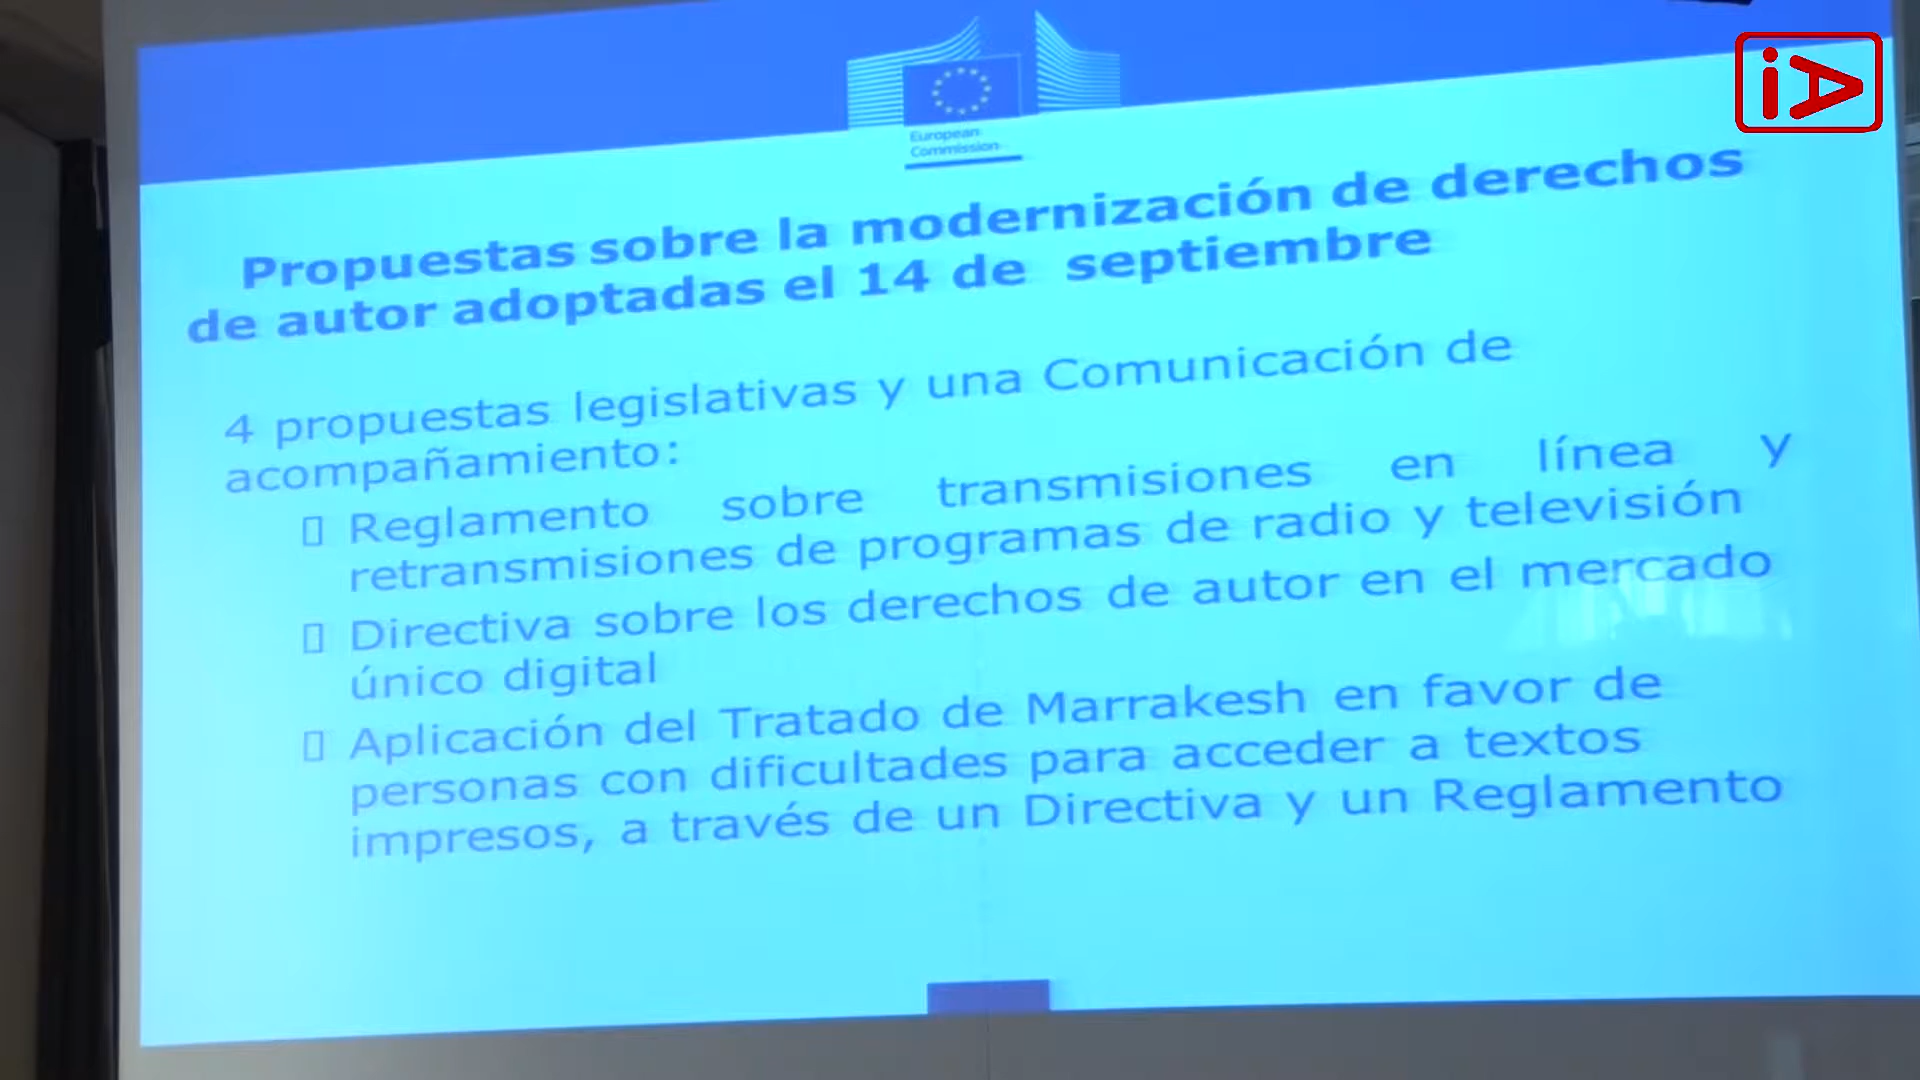 iA
European
Commission
Propuestas sobre la modernización de derechos
de autor adoptadas el 14 de septiembre
4 propuestas legislativas y una Comunicación de
acompañamiento:
Reglamento sobre transmisiones en línea y
retransmisiones de programas de radio y televisión
Directiva sobre los derechos de autor en el mercado
único digital
Aplicación del Tratado de Marrakesh en favor de
personas con dificultades para acceder a textos
impresos, a través de un Directiva y un Reglamento